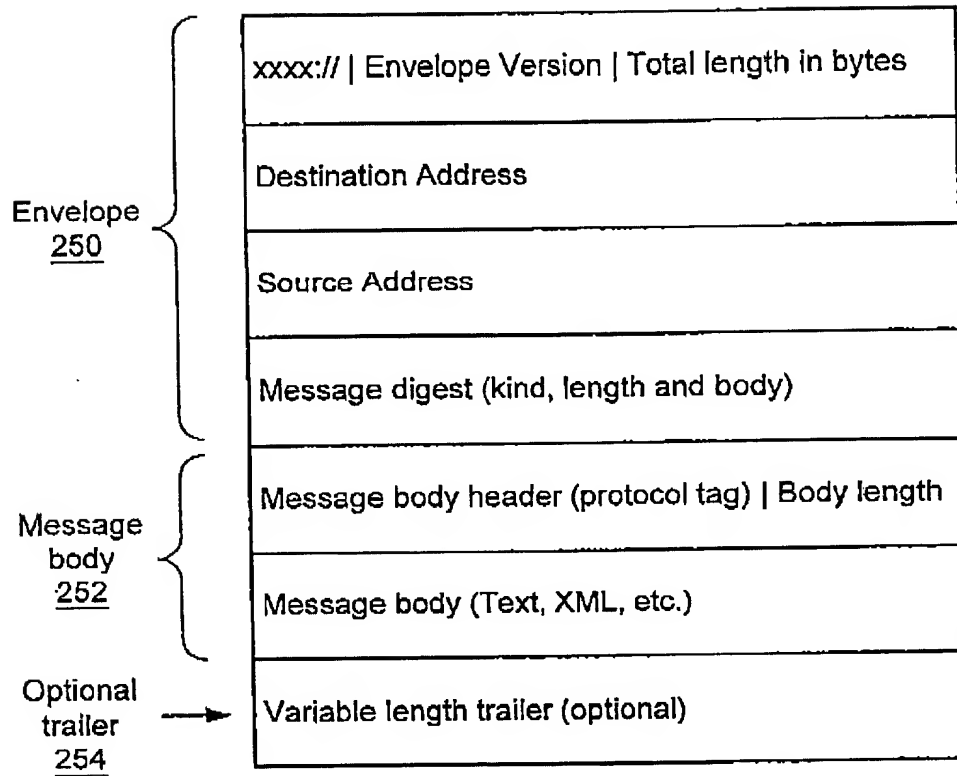 xxxx:// | Envelope Version | Total length in bytes
Destination Address
Envelope
250
Source Address
Message digest (kind, length and body)
Message body header (protocol tag) | Body length
Message
body
252
Message body (Text, XML, etc.)
Optional
trailer
254
Variable length trailer (optional)